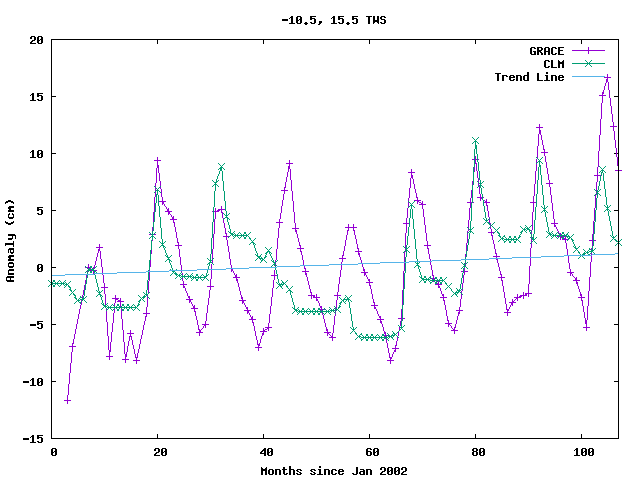 -10.5, 15.5 TWS
20
15
10
5
0
-5
-10
-15
Anomaly (cm)
GRACE
CLM
Trend Line
0 20 40 60 80 100
Months since Jan 2002